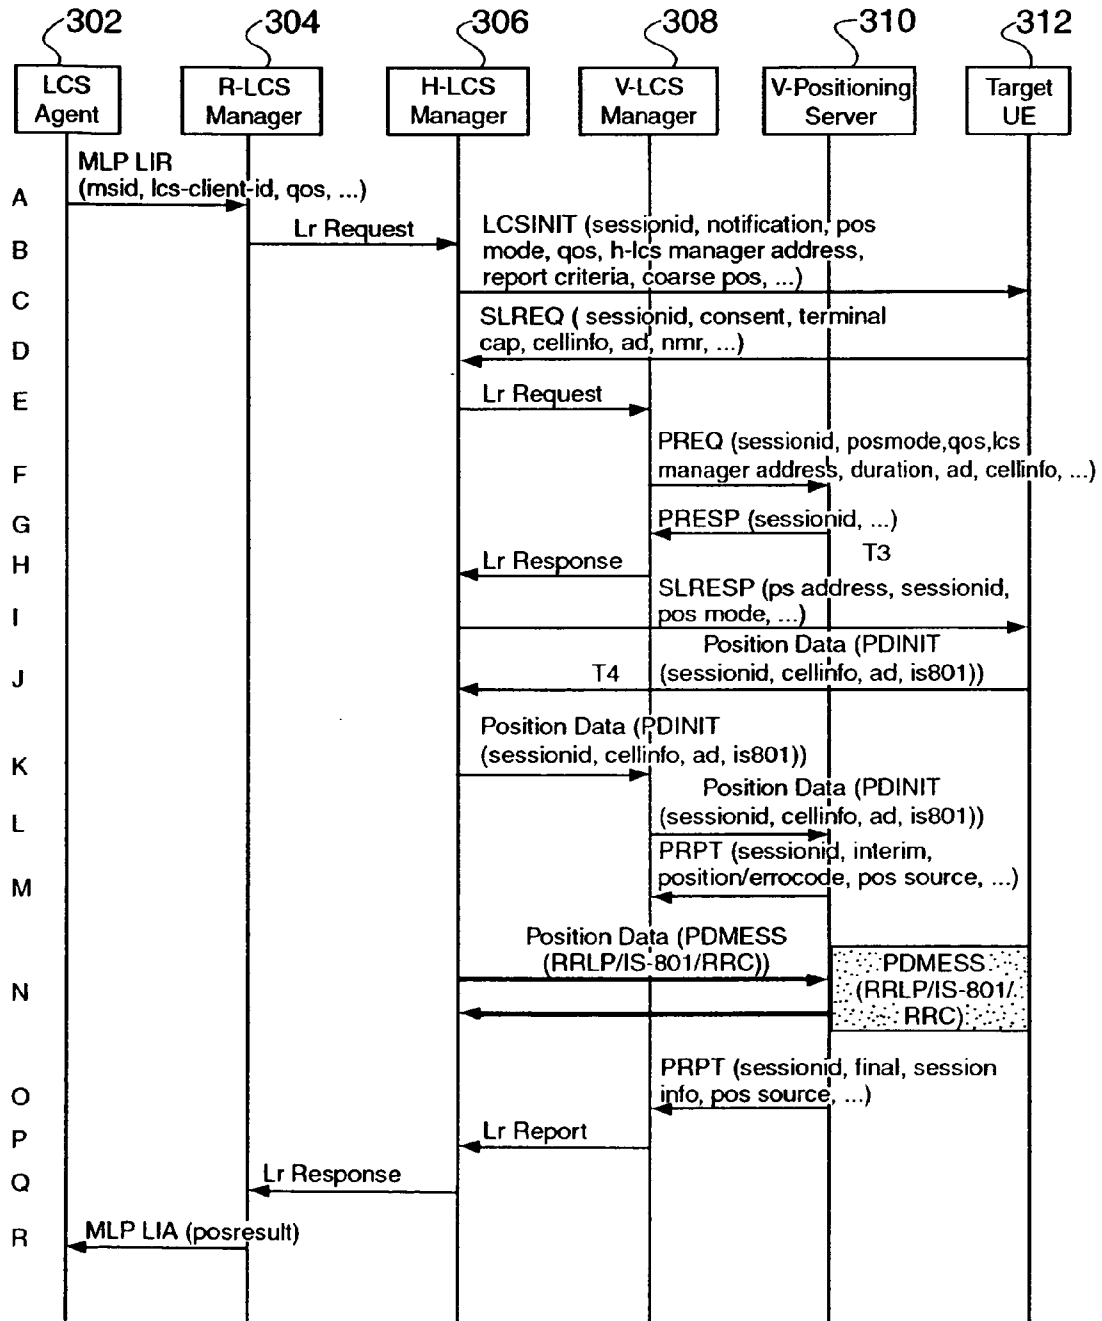 302 304 306 308 310 312
LCS Agent
R-LCS Manager
H-LCS Manager
V-LCS Manager
V-Positioning Server
Target UE
A
MLP LIR
(msid, lcs-client-id, qos, ...)
B
Lr Request
C
LCSINIT (sessionid, notification, pos
mode, qos, h-lcs manager address,
report criteria, coarse pos, ...)
D
SLREQ ( sessionid, consent, terminal
cap, cellinfo, ad, nmr, ...)
E
Lr Request
F
PREQ (sessionid, posmode,qos,lcs
manager address, duration, ad, cellinfo, ...)
G
PRESP (sessionid, ...)
T3
H
Lr Response
I
SLRESP (ps address, sessionid,
pos mode, ...)
J
T4
Position Data (PDINIT
(sessionid, cellinfo, ad, is801))
K
Position Data (PDINIT
(sessionid, cellinfo, ad, is801))
L
Position Data (PDINIT
(sessionid, cellinfo, ad, is801))
M
PRPT (sessionid, interim,
position/errocode, pos source, ...)
N
Position Data (PDMESS
(RRLP/IS-801/RRC))
PDMESS
(RRLP/IS-801/
RRC)
O
PRPT (sessionid, final, session
info, pos source, ...)
P
Lr Report
Q
Lr Response
R
MLP LIA (posresult)